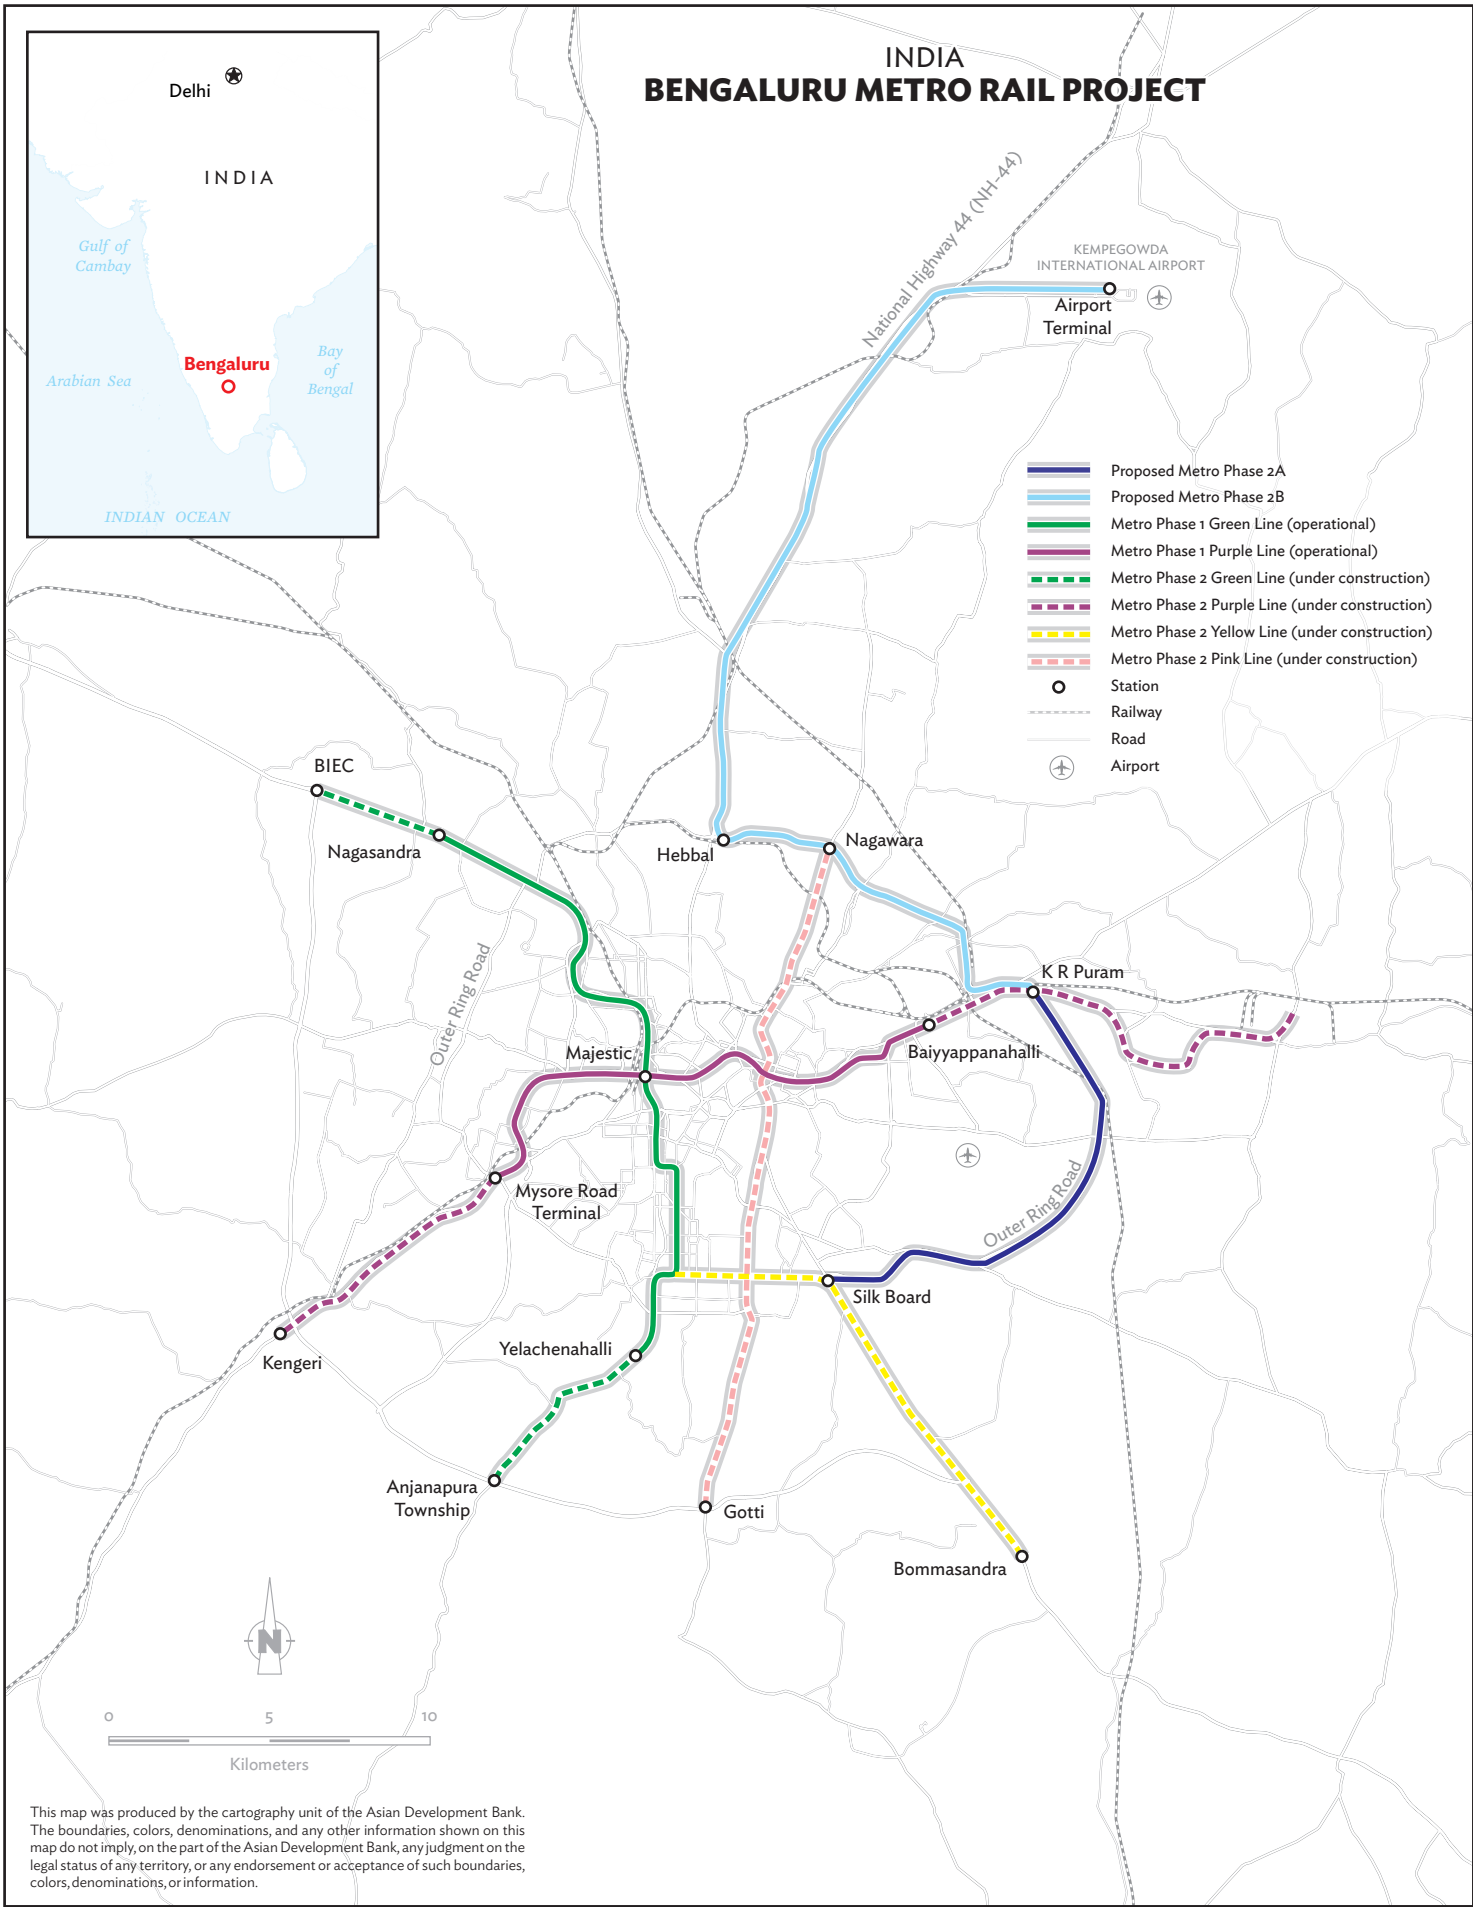 INDIA
BENGALURU METRO RAIL PROJECT
Delhi
INDIA
Gulf of
Cambay
Bengaluru
Arabian Sea
Bay
of
Bengal
INDIAN OCEAN
National Highway 44 (NH-44)
KEMPEGOWDA
INTERNATIONAL AIRPORT
Airport
Terminal
Proposed Metro Phase 2A
Proposed Metro Phase 2B
Metro Phase 1 Green Line (operational)
Metro Phase 1 Purple Line (operational)
Metro Phase 2 Green Line (under construction)
Metro Phase 2 Purple Line (under construction)
Metro Phase 2 Yellow Line (under construction)
Metro Phase 2 Pink Line (under construction)
Station
Railway
Road
Airport
BIEC
Nagasandra
Hebbal
Nagawara
Outer Ring Road
K R Puram
Majestic
Baiyyappanahalli
Mysore Road
Terminal
Outer Ring Road
Silk Board
Kengeri
Yelachenahalli
Anjanapura
Township
Gotti
Bommasandra
N
0 5 10
Kilometers
This map was produced by the cartography unit of the Asian Development Bank.
The boundaries, colors, denominations, and any other information shown on this
map do not imply, on the part of the Asian Development Bank, any judgment on the
legal status of any territory, or any endorsement or acceptance of such boundaries,
colors, denominations, or information.